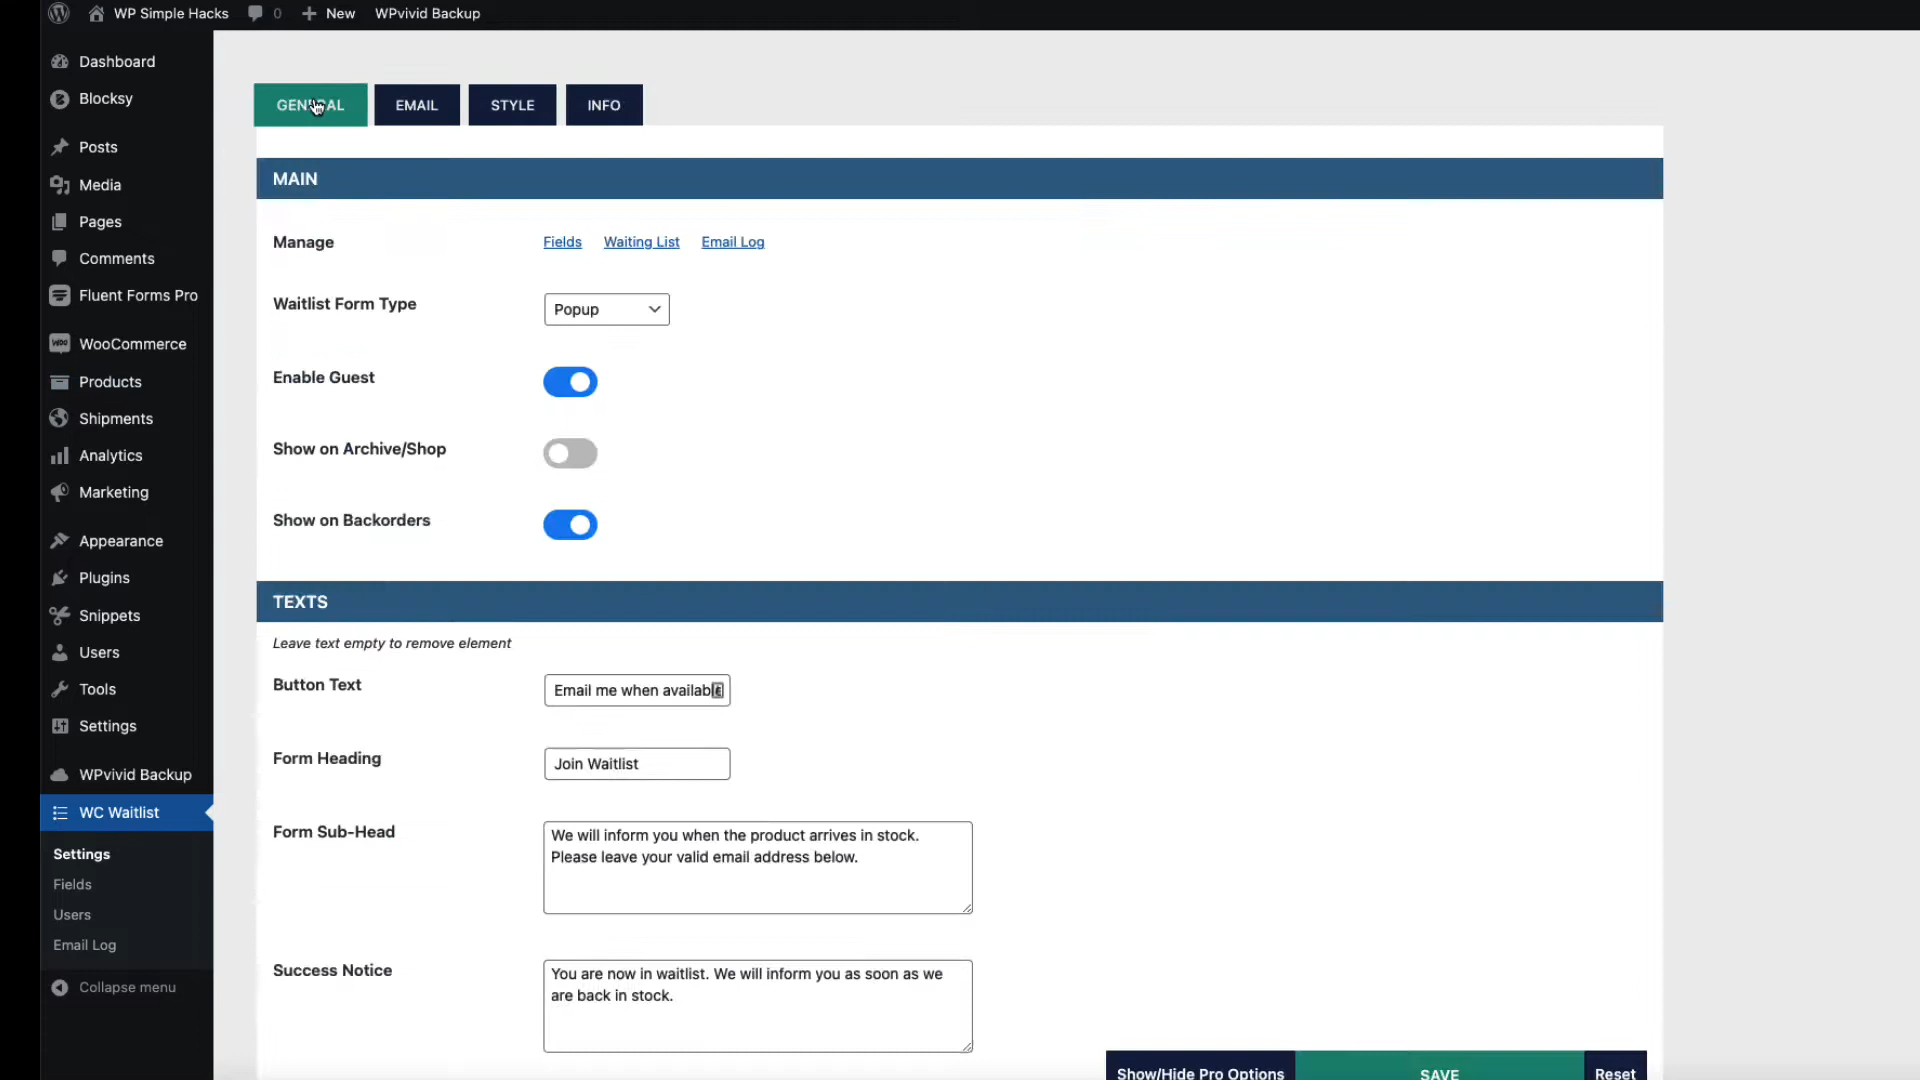 WP Simple Hacks 0 New WPvivid Backup
Dashboard
Blocksy
Posts
Media
Pages
Comments
Fluent Forms Pro
WooCommerce
Products
Shipments
Analytics
Marketing
Appearance
Plugins
Snippets
Users
Tools
Settings
WPvivid Backup
WC Waitlist
Settings
Fields
Users
Email Log
Collapse menu
GENERAL EMAIL STYLE INFO
MAIN
Manage Fields Waiting List Email Log
Waitlist Form Type Popup
Enable Guest
Show on Archive/Shop
Show on Backorders
TEXTS
Leave text empty to remove element
Button Text Email me when available
Form Heading Join Waitlist
Form Sub-Head We will inform you when the product arrives in stock.
Please leave your valid email address below.
Success Notice You are now in waitlist. We will inform you as soon as we
are back in stock.
Show/Hide Pro Options SAVE Reset